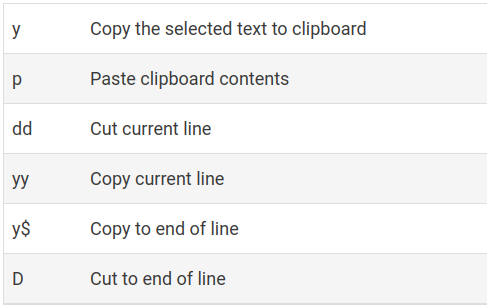 y Copy the selected text to clipboard
p Paste clipboard contents
dd Cut current line
yy Copy current line
y$ Copy to end of line
D Cut to end of line